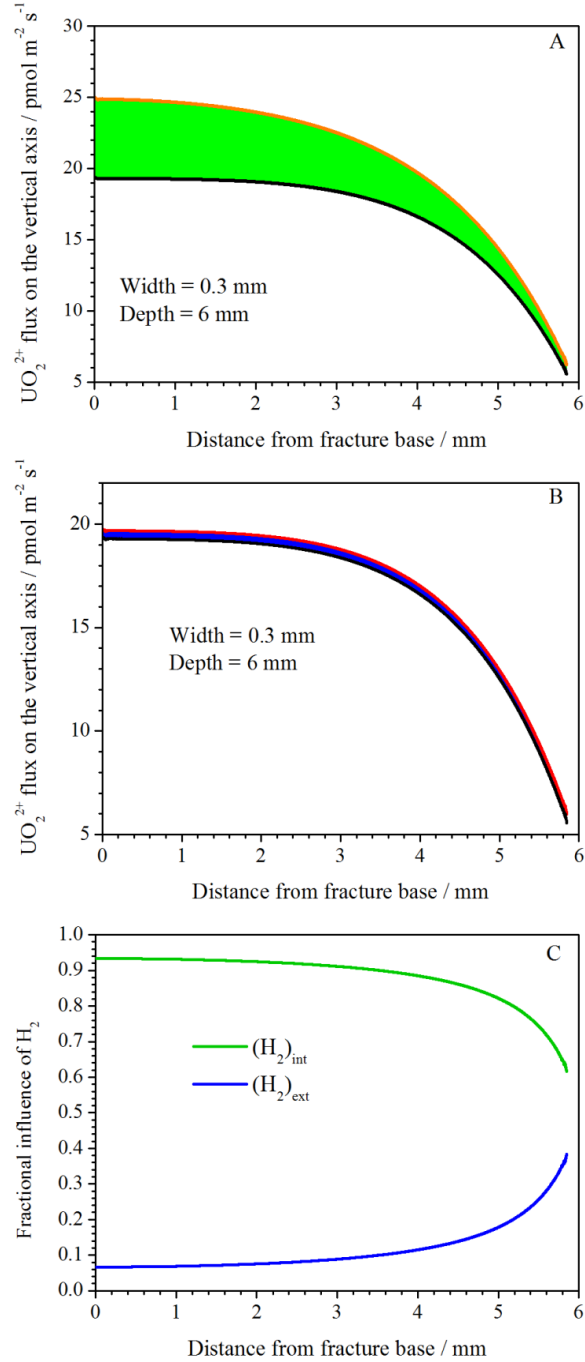 A
UO₂²⁺ flux on the vertical axis / pmol m⁻² s⁻¹
30
25
20
15
10
5
Width = 0.3 mm
Depth = 6 mm
0 1 2 3 4 5 6
Distance from fracture base / mm
B
UO₂²⁺ flux on the vertical axis / pmol m⁻² s⁻¹
20
15
10
5
Width = 0.3 mm
Depth = 6 mm
0 1 2 3 4 5 6
Distance from fracture base / mm
C
Fractional influence of H₂
1.0
0.9
0.8
0.7
0.6
0.5
0.4
0.3
0.2
0.1
0.0
(H₂)int
(H₂)ext
0 1 2 3 4 5 6
Distance from fracture base / mm